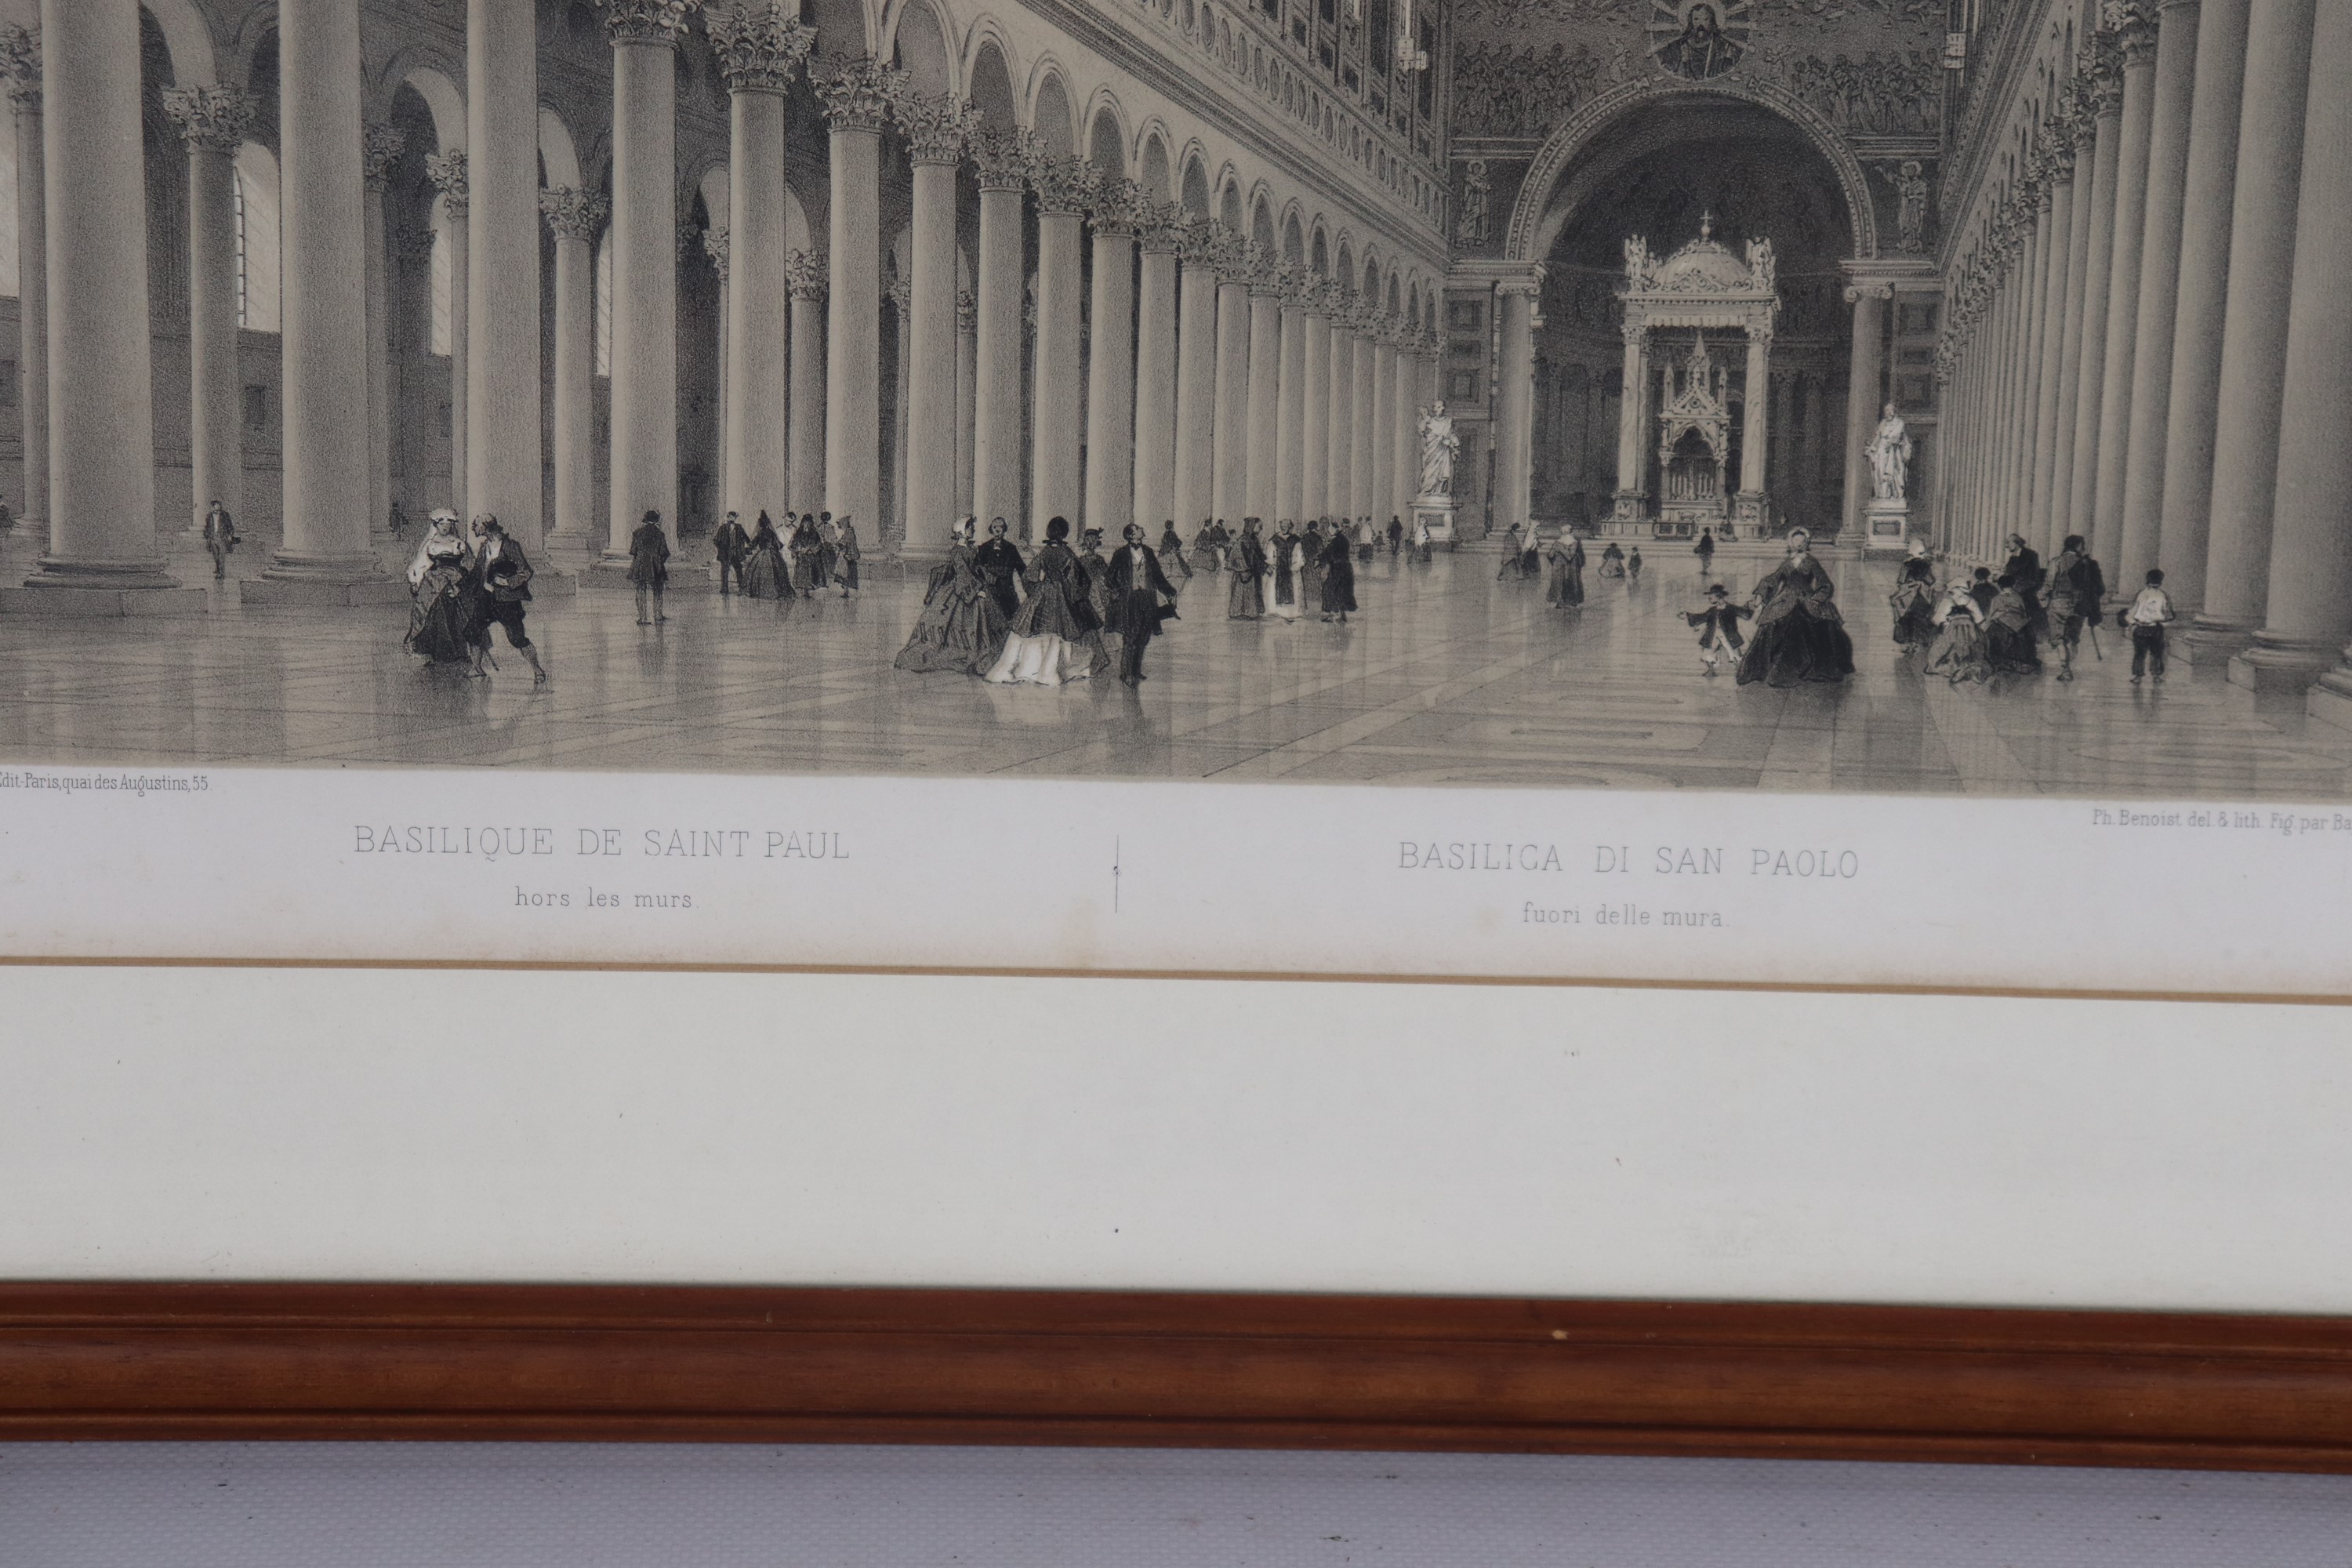 Edit-Paris, quai des Augustins, 55.
Ph. Benoist del. & lith. Fig. par
BASILIQUE DE SAINT PAUL
hors les murs.
BASILICA DI SAN PAOLO
fuori delle mura.